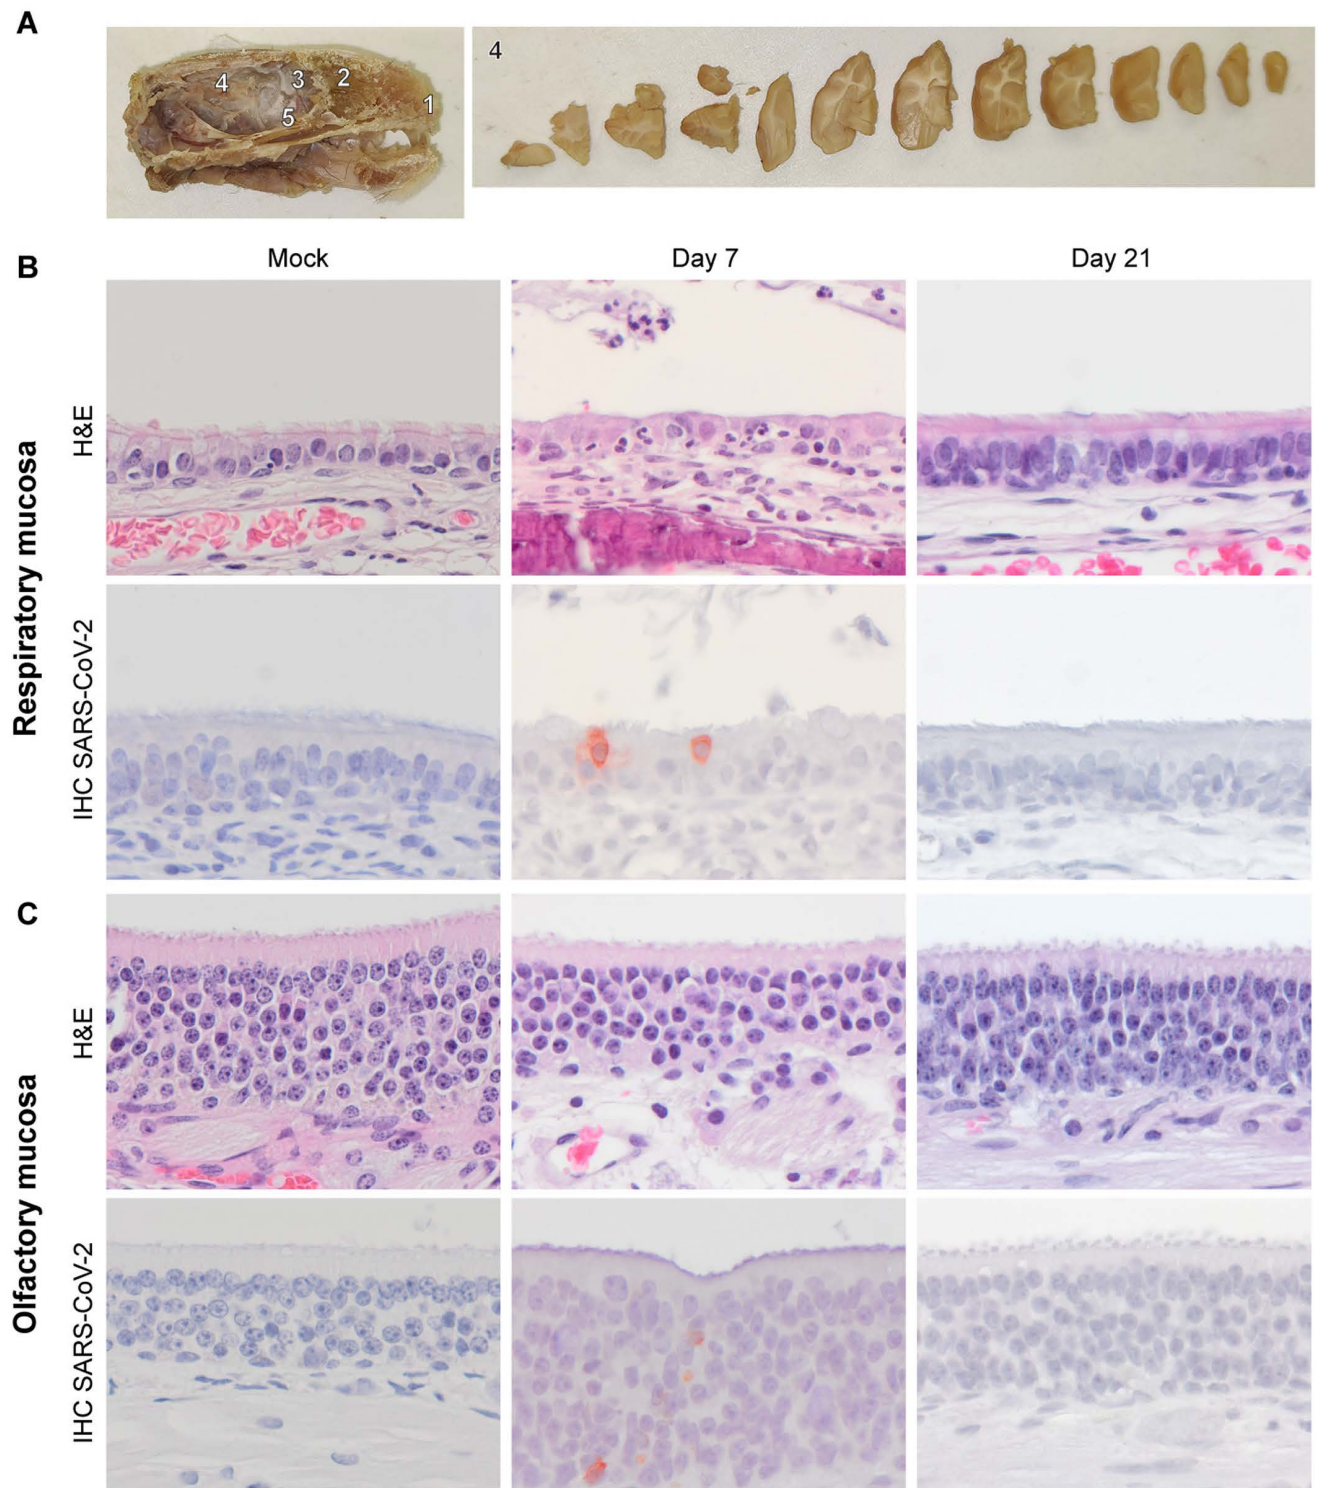 A
4
3
2
1
5
4
B
Mock
Day 7
Day 21
Respiratory mucosa
H&E
IHC SARS-CoV-2
C
Olfactory mucosa
H&E
IHC SARS-CoV-2